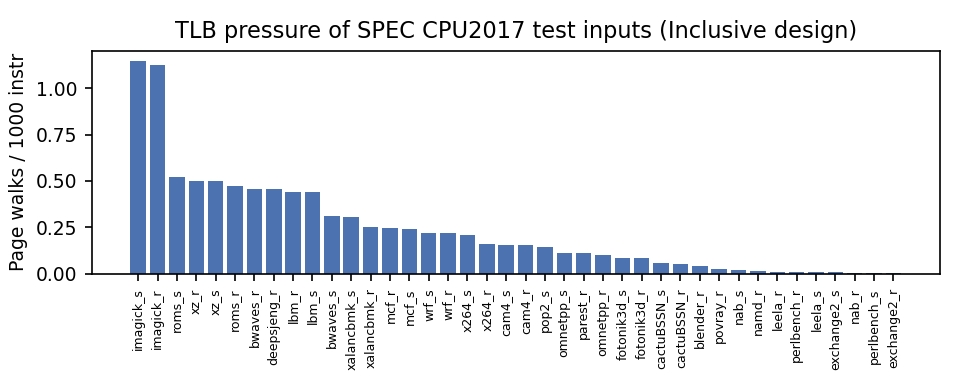 TLB pressure of SPEC CPU2017 test inputs (Inclusive design)
Page walks / 1000 instr
1.00
0.75
0.50
0.25
0.00
imagick_s
imagick_r
roms_s
xz_r
xz_s
roms_r
bwaves_r
deepsjeng_r
lbm_r
lbm_s
bwaves_s
xalancbmk_s
xalancbmk_r
mcf_r
mcf_s
wrf_s
wrf_r
x264_s
x264_r
cam4_s
cam4_r
pop2_s
omnetpp_s
parest_r
omnetpp_r
fotonik3d_s
fotonik3d_r
cactuBSSN_s
cactuBSSN_r
blender_r
povray_r
nab_s
namd_r
leela_r
perlbench_r
leela_s
exchange2_s
nab_r
perlbench_s
exchange2_r